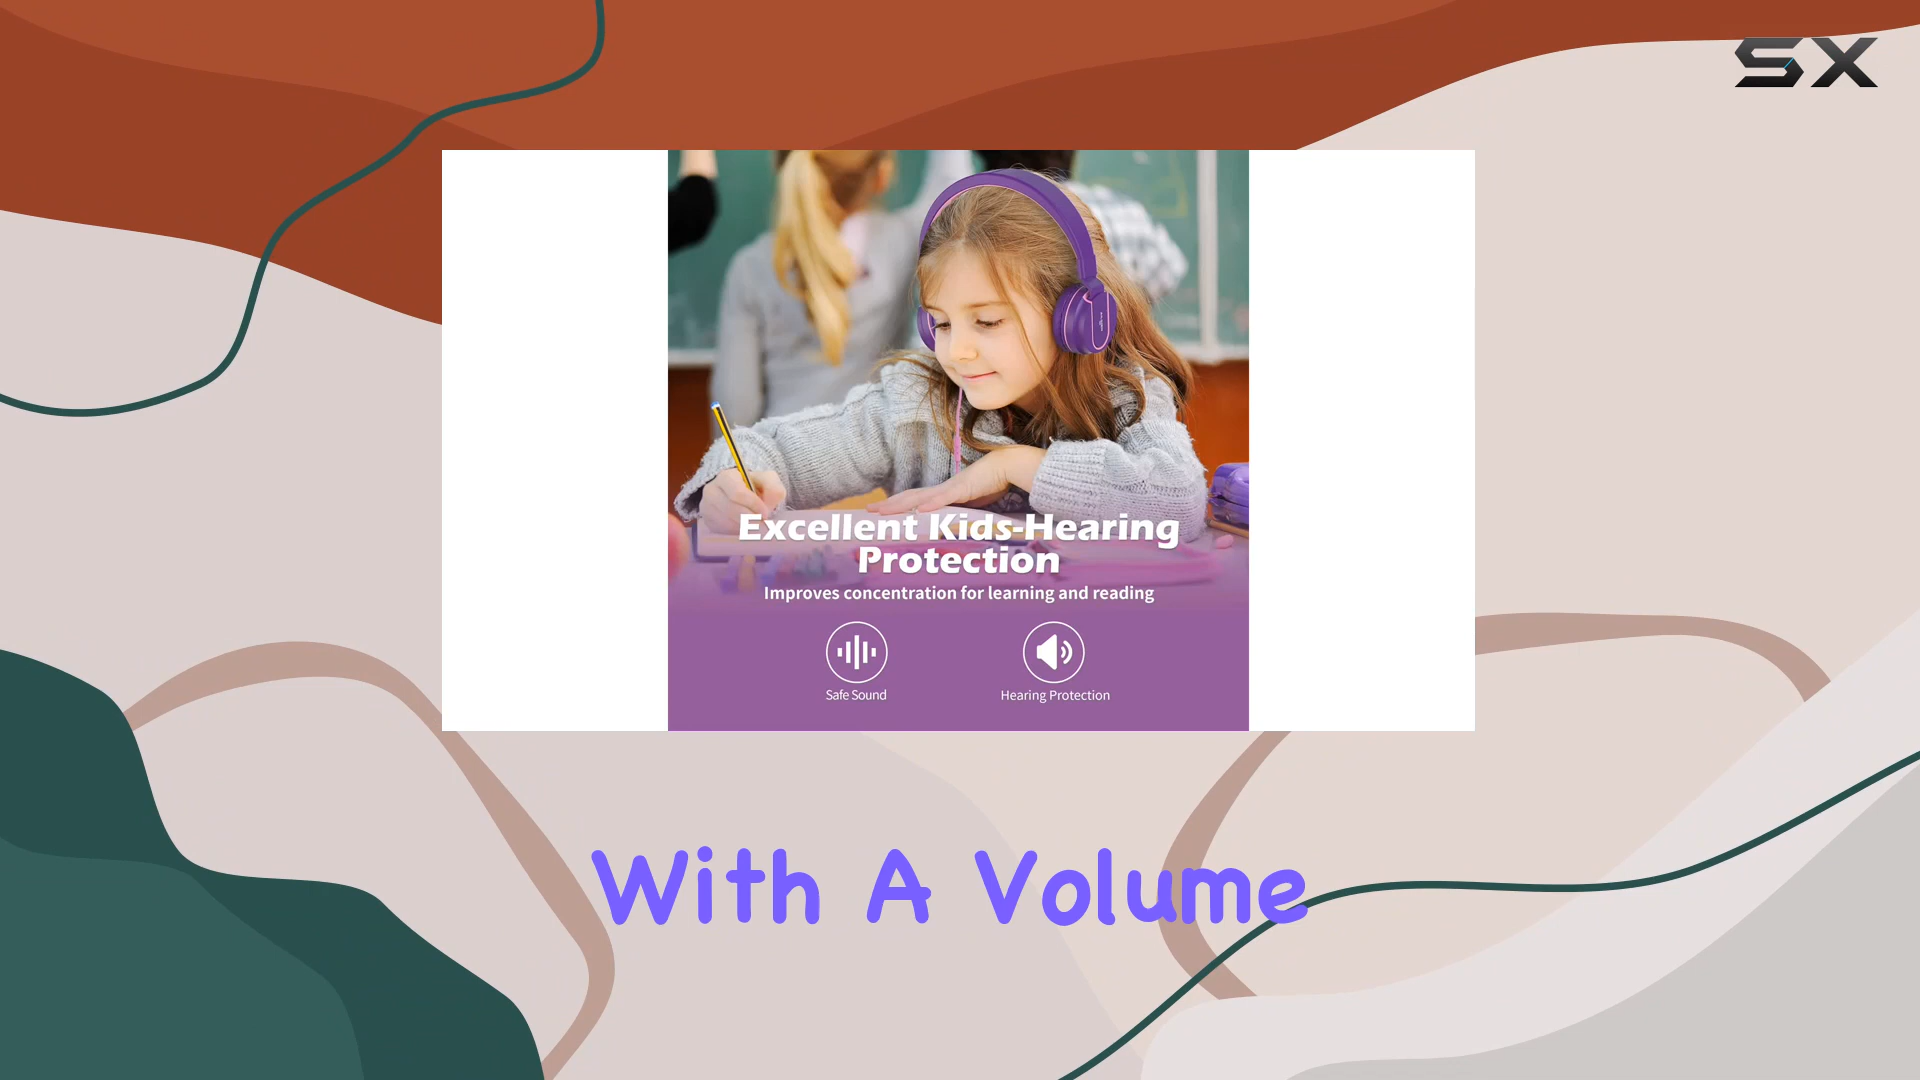 SX
Excellent Kids-Hearing
Protection
Improves concentration for learning and reading
Safe Sound
Hearing Protection
With A Volume